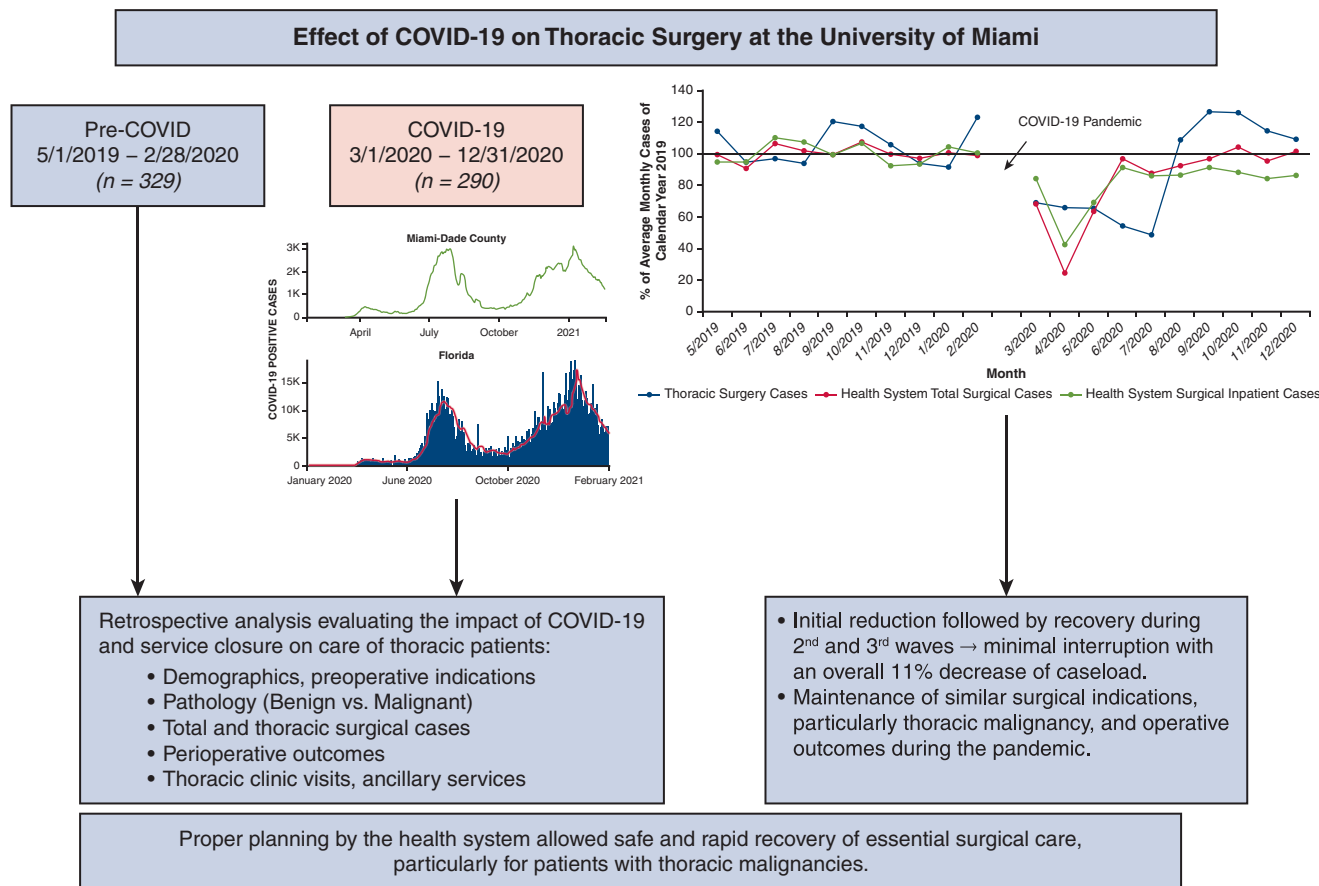 Effect of COVID-19 on Thoracic Surgery at the University of Miami
Pre-COVID
5/1/2019 – 2/28/2020
(n = 329)
COVID-19
3/1/2020 – 12/31/2020
(n = 290)
Miami-Dade County
3K
2K
1K
0
April
July
October
2021
COVID-19 POSITIVE CASES
Florida
15K
10K
5K
0
January 2020
June 2020
October 2020
February 2021
% of Average Monthly Cases of
Calendar Year 2019
140
120
100
80
60
40
20
0
COVID-19 Pandemic
5/2019
6/2019
7/2019
8/2019
9/2019
10/2019
11/2019
12/2019
1/2020
2/2020
3/2020
4/2020
5/2020
6/2020
7/2020
8/2020
9/2020
10/2020
11/2020
12/2020
Month
Thoracic Surgery Cases
Health System Total Surgical Cases
Health System Surgical Inpatient Cases
Retrospective analysis evaluating the impact of COVID-19
and service closure on care of thoracic patients:
• Demographics, preoperative indications
• Pathology (Benign vs. Malignant)
• Total and thoracic surgical cases
• Perioperative outcomes
• Thoracic clinic visits, ancillary services
• Initial reduction followed by recovery during
2nd and 3rd waves → minimal interruption with
an overall 11% decrease of caseload.
• Maintenance of similar surgical indications,
particularly thoracic malignancy, and operative
outcomes during the pandemic.
Proper planning by the health system allowed safe and rapid recovery of essential surgical care,
particularly for patients with thoracic malignancies.